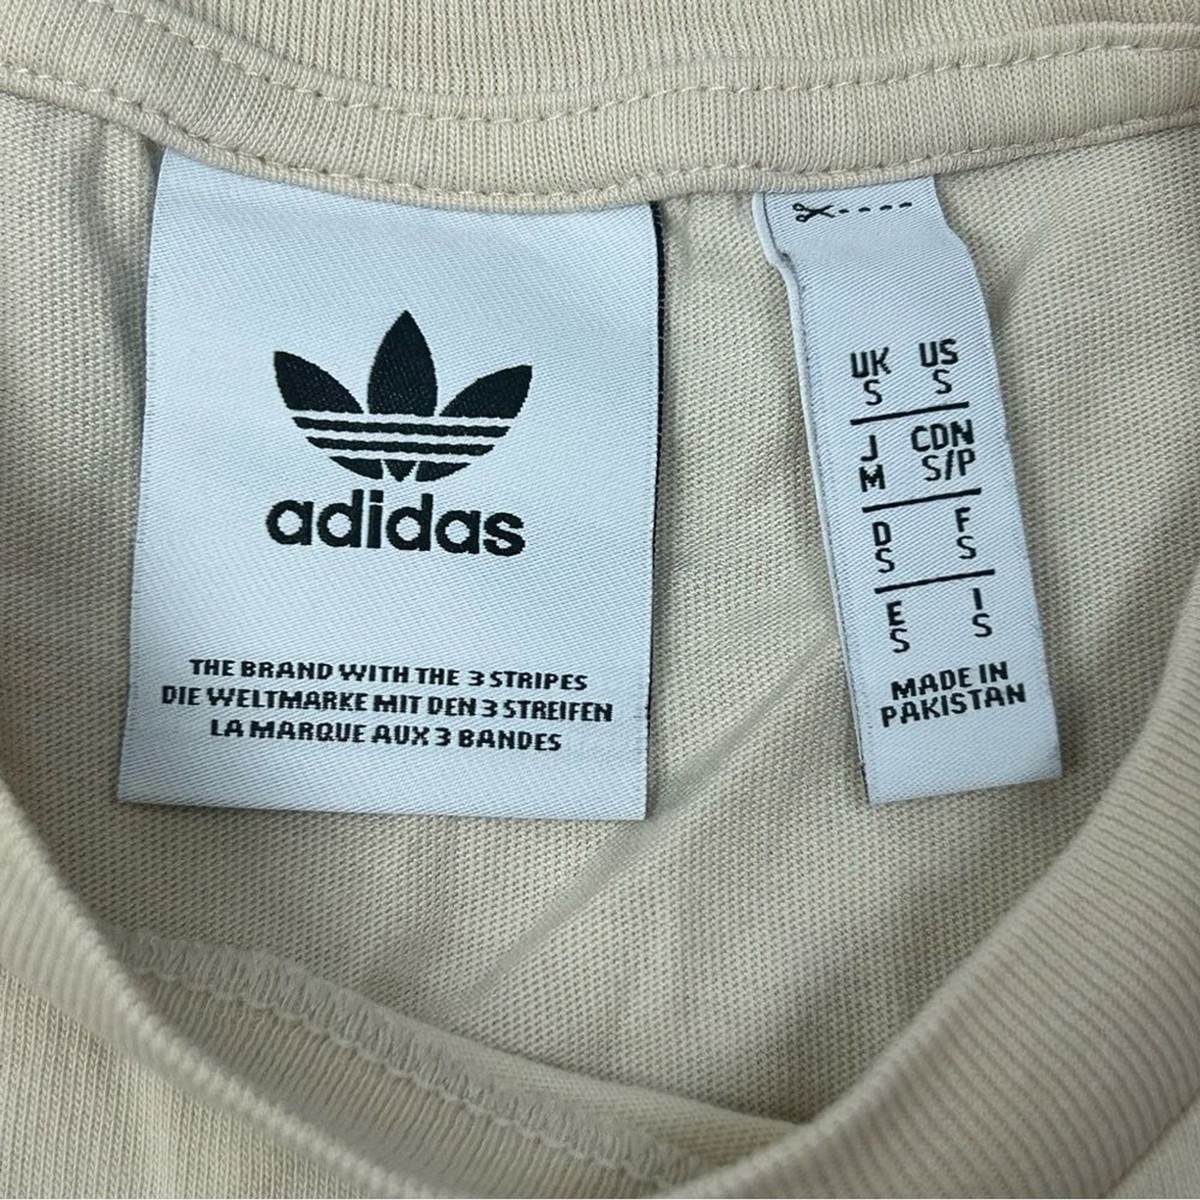 adidas
THE BRAND WITH THE 3 STRIPES
DIE WELTMARKE MIT DEN 3 STREIFEN
LA MARQUE AUX 3 BANDES
UK US
S S
J CDN
M S/P
D F
S S
E I
S S
MADE IN
PAKISTAN